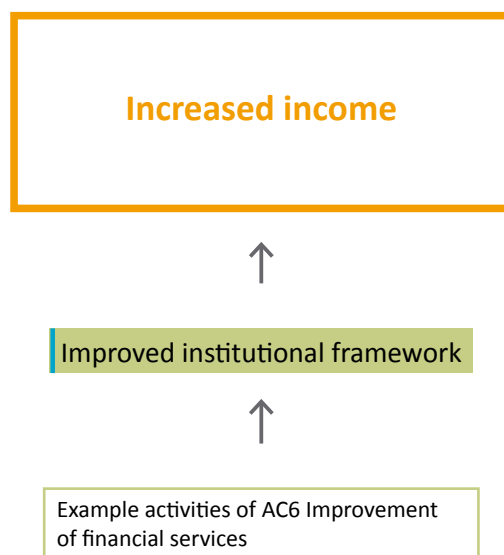 Increased income
Improved institutional framework
Example activities of AC6 Improvement
of financial services